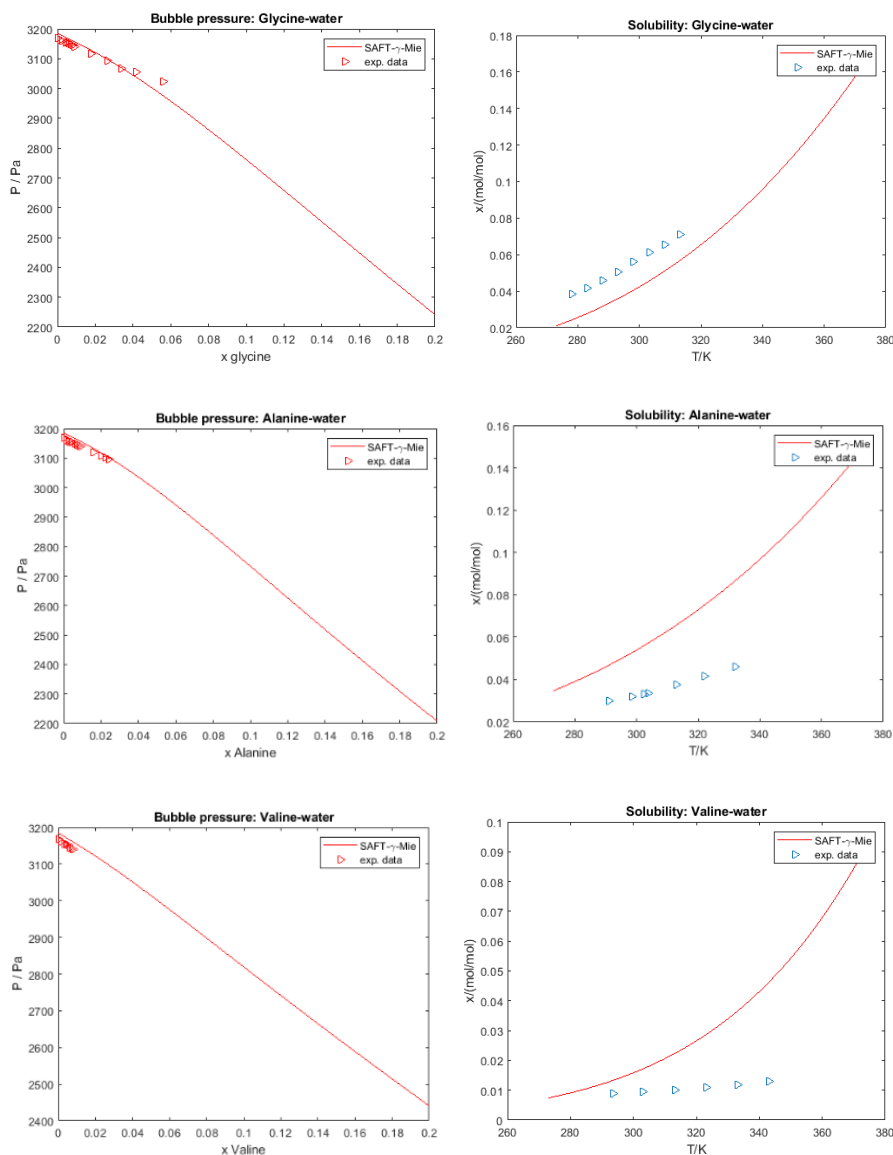 Bubble pressure: Glycine-water
3200
3100
3000
2900
2800
2700
2600
2500
2400
2300
2200
P / Pa
SAFT-γ-Mie
exp. data
0 0.02 0.04 0.06 0.08 0.1 0.12 0.14 0.16 0.18 0.2
x glycine
Solubility: Glycine-water
0.18
0.16
0.14
0.12
0.1
0.08
0.06
0.04
0.02
x/(mol/mol)
SAFT-γ-Mie
exp. data
260 280 300 320 340 360 380
T/K
Bubble pressure: Alanine-water
3200
3100
3000
2900
2800
2700
2600
2500
2400
2300
2200
P / Pa
SAFT-γ-Mie
exp. data
0 0.02 0.04 0.06 0.08 0.1 0.12 0.14 0.16 0.18 0.2
x Alanine
Solubility: Alanine-water
0.16
0.14
0.12
0.1
0.08
0.06
0.04
0.02
x/(mol/mol)
SAFT-γ-Mie
exp. data
260 280 300 320 340 360 380
T/K
Bubble pressure: Valine-water
3200
3100
3000
2900
2800
2700
2600
2500
2400
P / Pa
SAFT-γ-Mie
exp. data
0 0.02 0.04 0.06 0.08 0.1 0.12 0.14 0.16 0.18 0.2
x Valine
Solubility: Valine-water
0.1
0.09
0.08
0.07
0.06
0.05
0.04
0.03
0.02
0.01
0
x/(mol/mol)
SAFT-γ-Mie
exp. data
260 280 300 320 340 360 380
T/K